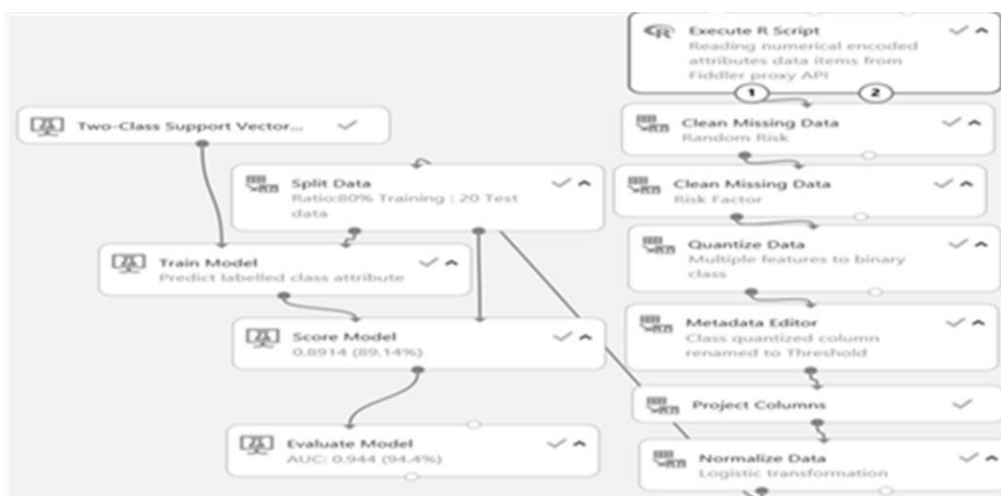 Execute R Script
Reading numerical encoded
attributes data items from
Fiddler proxy API
1
2
Two-Class Support Vector...
Clean Missing Data
Random Risk
Split Data
Ratio:80% Training : 20 Test
data
Clean Missing Data
Risk Factor
Train Model
Predict labelled class attribute
Quantize Data
Multiple features to binary
class
Score Model
0.8914 (89.14%)
Metadata Editor
Class quantized column
renamed to Threshold
Project Columns
Evaluate Model
AUC: 0.944 (94.4%)
Normalize Data
Logistic transformation